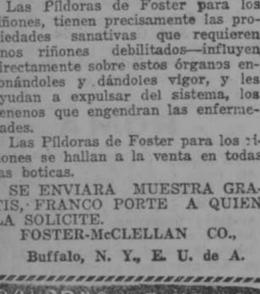 Las Píldoras de Foster para los
iñones, tienen precisamente las pro-
iedades sanativas que requieren
nos riñones debilitados—influyen
irectamente sobre estos órganos en-
onándoles y dándoles vigor, y les
yudan a expulsar del sistema, los
enenos que engendran las enferme-
ades.
Las Píldoras de Foster para los ri-
ones se hallan a la venta en todas
as boticas.
SE ENVIARA MUESTRA GRA-
TIS, FRANCO PORTE A QUIEN
LA SOLICITE.
FOSTER-McCLELLAN CO.,
Buffalo, N. Y., E. U. de A.